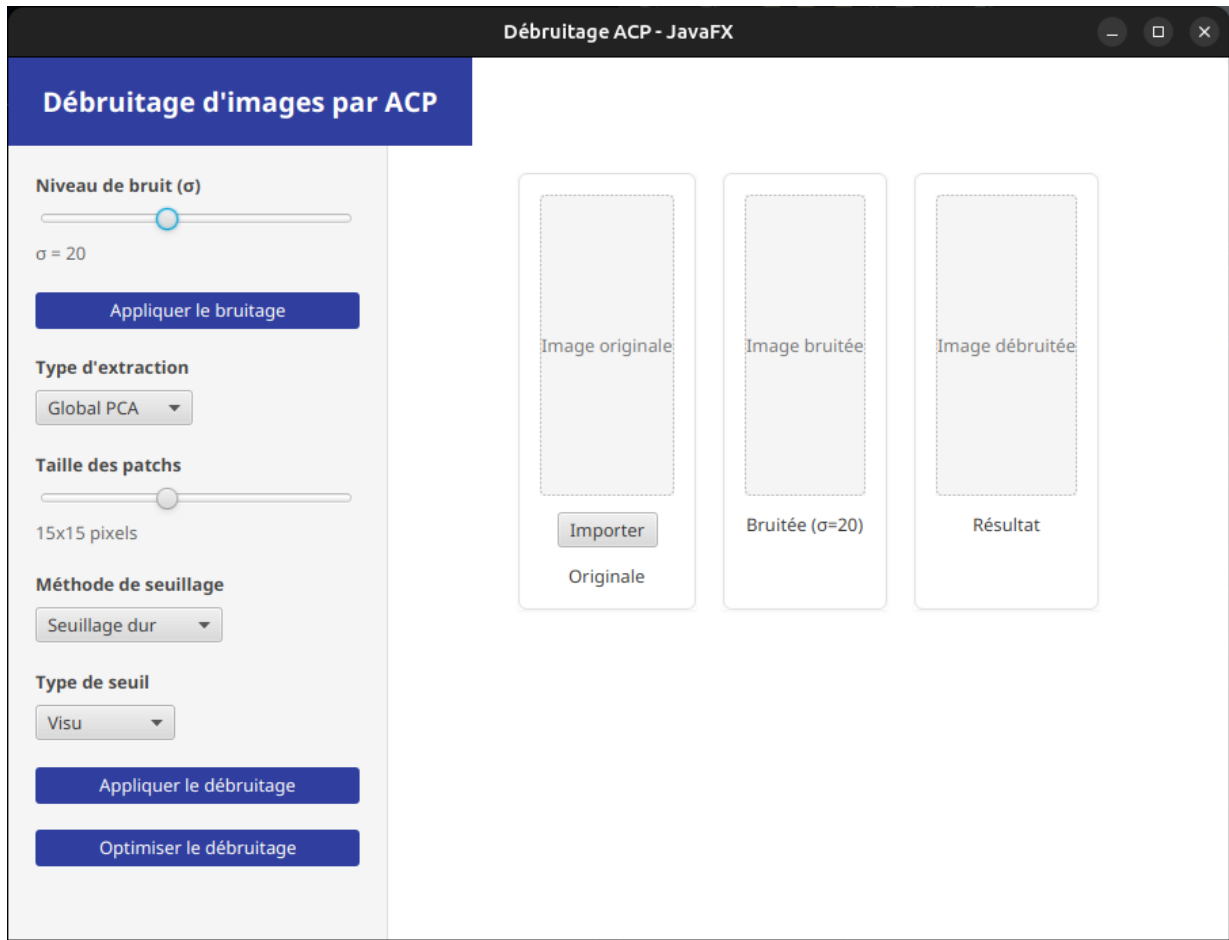 Débruitage ACP - JavaFX
Débruitage d'images par ACP
Niveau de bruit (σ)
σ = 20
Appliquer le bruitage
Type d'extraction
Global PCA
Taille des patchs
15x15 pixels
Méthode de seuillage
Seuillage dur
Type de seuil
Visu
Appliquer le débruitage
Optimiser le débruitage
Image originale
Importer
Originale
Image bruitée
Bruitée (σ=20)
Image débruitée
Résultat